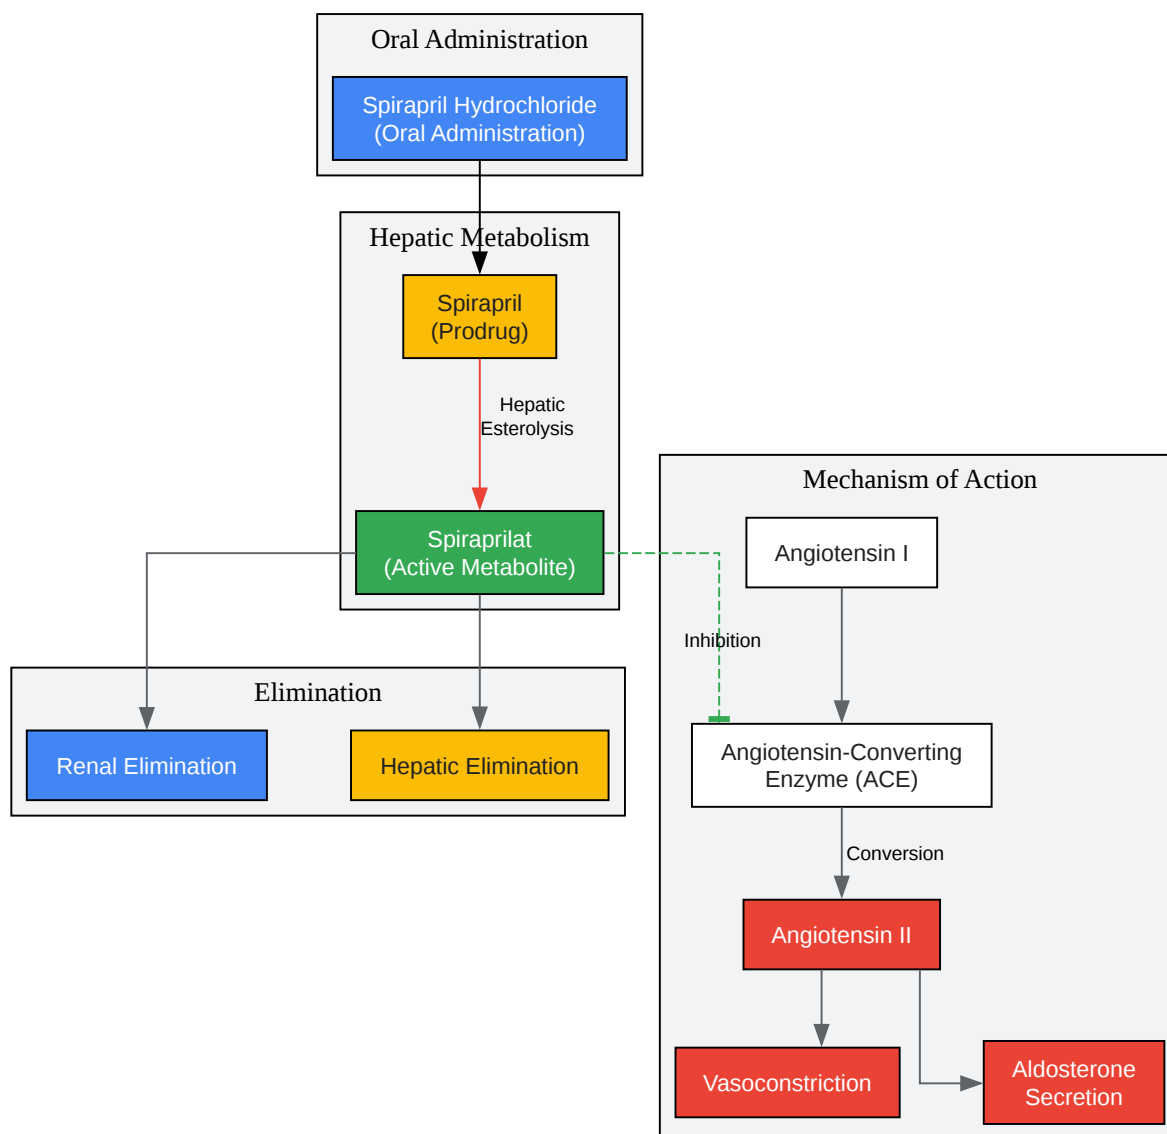 Oral Administration
Spirapril Hydrochloride
(Oral Administration)
Hepatic Metabolism
Spirapril
(Prodrug)
Hepatic
Esterolysis
Spiraprilat
(Active Metabolite)
Elimination
Renal Elimination
Hepatic Elimination
Mechanism of Action
Angiotensin I
Inhibition
Angiotensin-Converting
Enzyme (ACE)
Conversion
Angiotensin II
Vasoconstriction
Aldosterone
Secretion